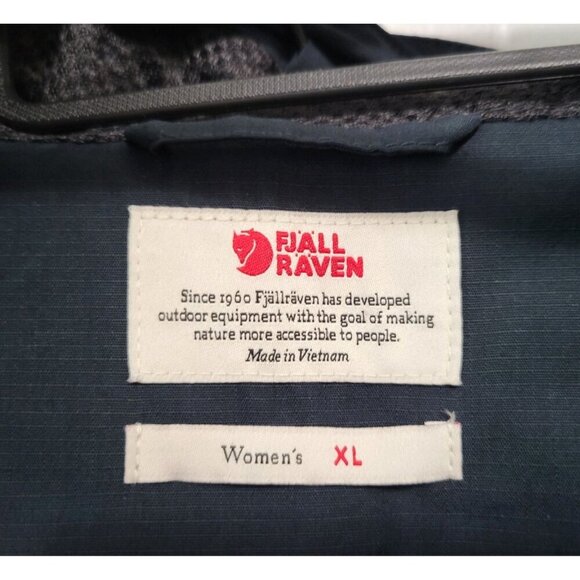 FJÄLL
RÄVEN
Since 1960 Fjällräven has developed
outdoor equipment with the goal of making
nature more accessible to people.
Made in Vietnam
Women's XL